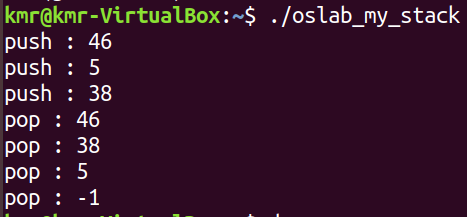 kmr@kmr-VirtualBox:~$ ./oslab_my_stack
push : 46
push : 5
push : 38
pop : 46
pop : 38
pop : 5
pop : -1